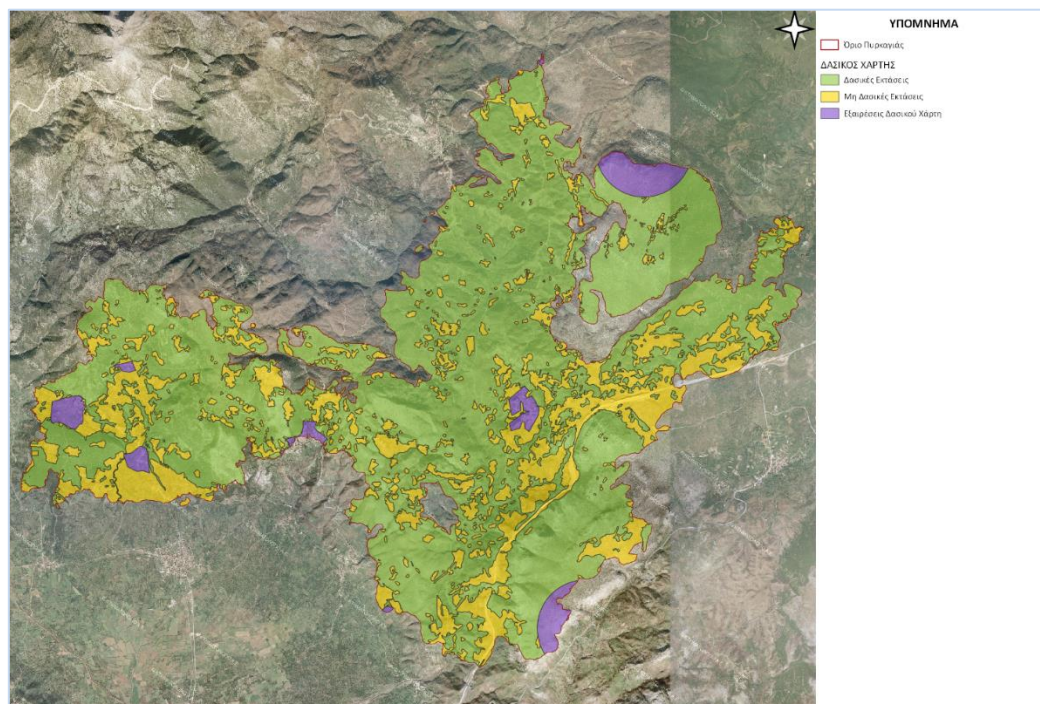 ΥΠΟΜΝΗΜΑ
Όριο Πυρκαγιάς
ΔΑΣΙΚΟΣ ΧΑΡΤΗΣ
Δασικές Εκτάσεις
Μη Δασικές Εκτάσεις
Εξαιρέσεις Δασικού Χάρτη